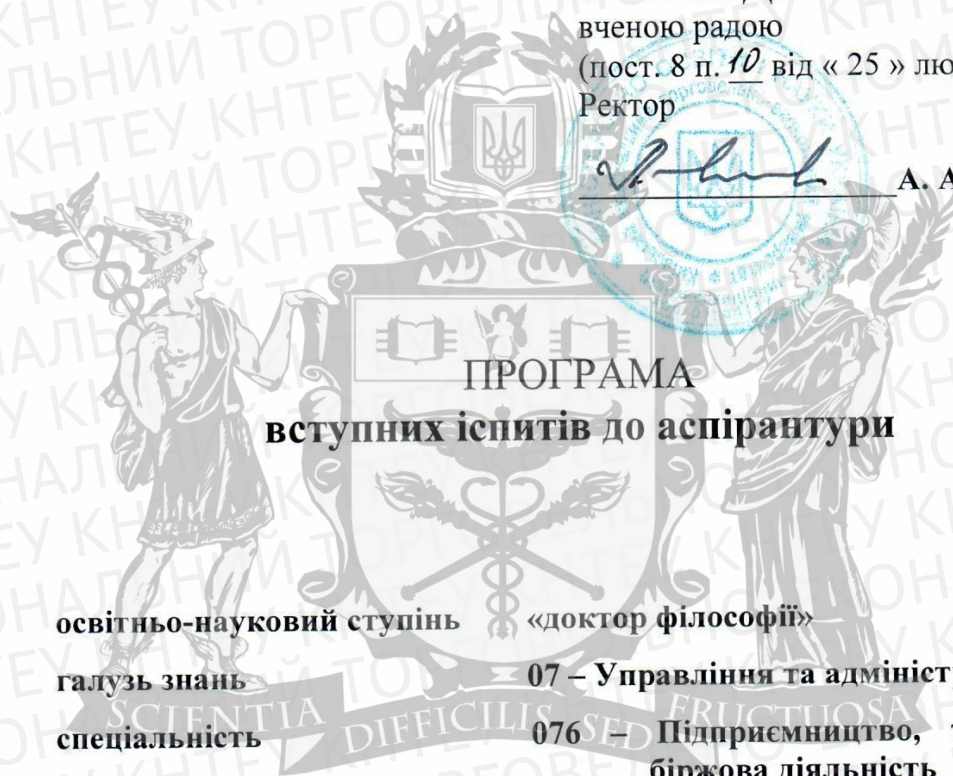 вченою радою
(пост. 8 п. 10 від « 25 » лю
Ректор
А. А
ПРОГРАМА
вступних іспитів до аспірантури
освітньо-науковий ступінь «доктор філософії»
галузь знань 07 – Управління та адмініст
спеціальність 076 – Підприємництво,
біржова діяльність
SCIENTIA DIFFICILIS SED FRUCTUOSA